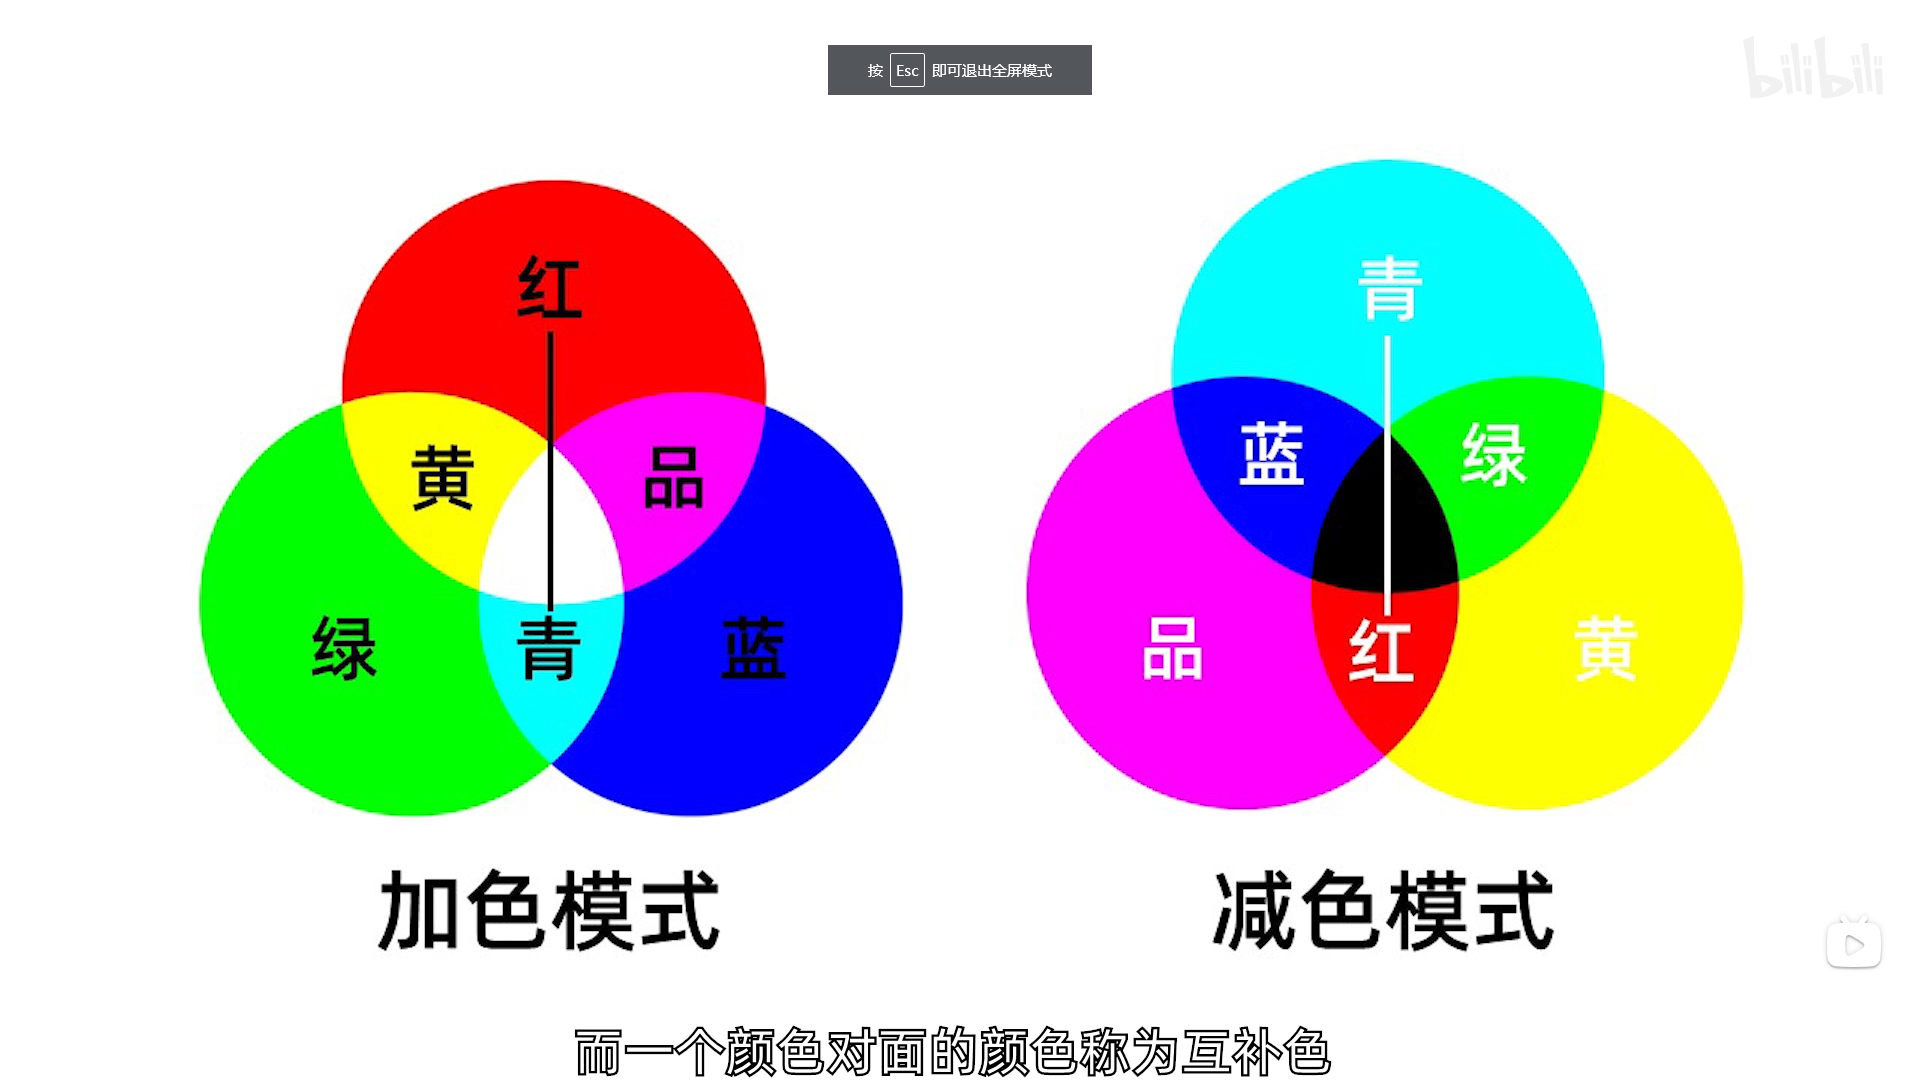 按 Esc 即可退出全屏模式
bilibili
红
黄
品
绿
青
蓝
加色模式
青
蓝
绿
品
红
黄
减色模式
而一个颜色对面的颜色称为互补色